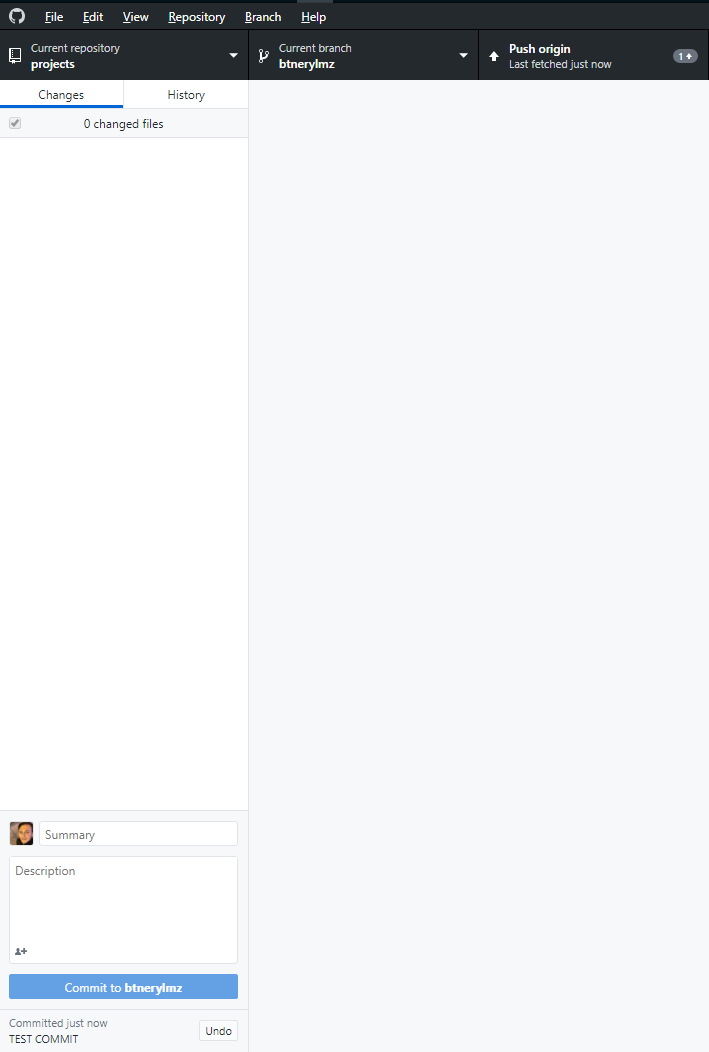 File Edit View Repository Branch Help
Current repository
projects
Current branch
btnerylmz
Push origin
Last fetched just now
1
Changes History
0 changed files
Summary
Description
Commit to btnerylmz
Committed just now
TEST COMMIT
Undo